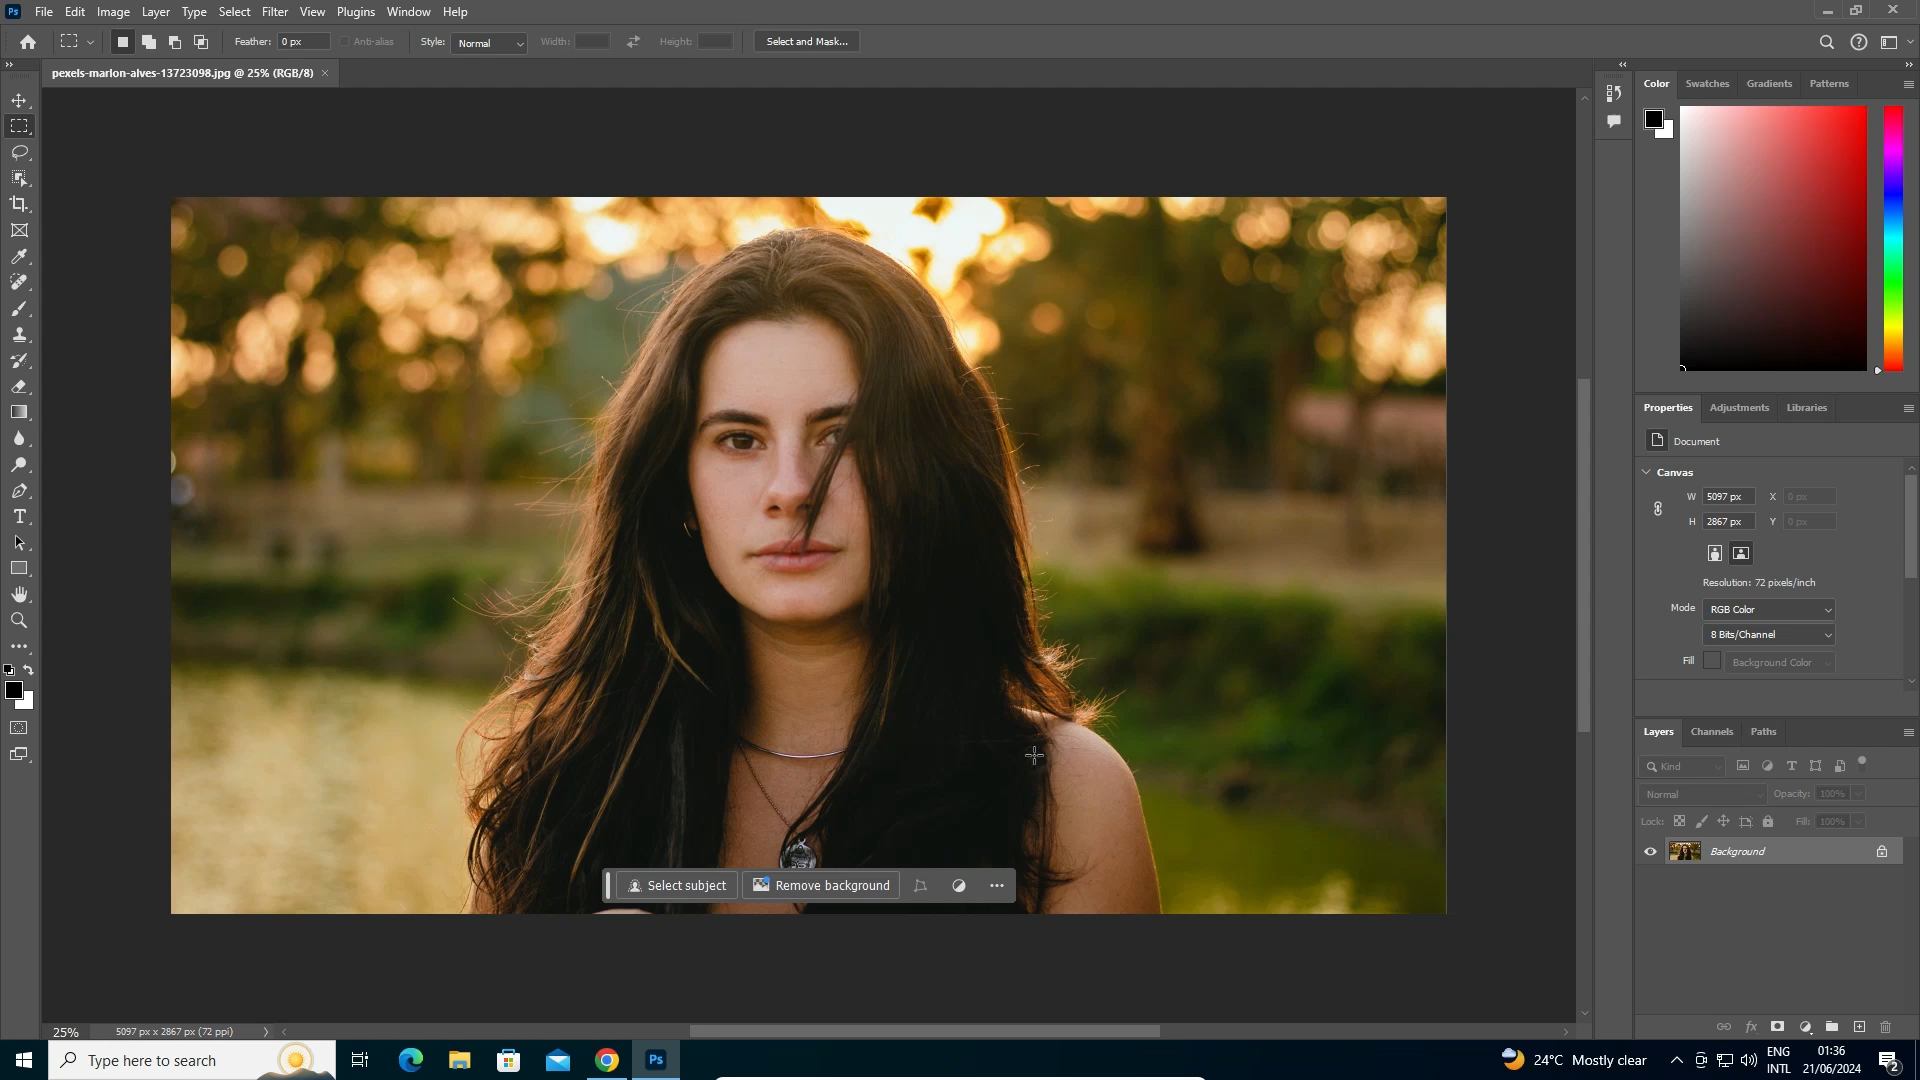 Ps File Edit Image Layer Type Select Filter View Plugins Window Help
Feather: 0 px Anti-alias Style: Normal Width: Height: Select and Mask...
pexels-marlon-alves-13723098.jpg @ 25% (RGB/8)
Color Swatches Gradients Patterns
Properties Adjustments Libraries
Document
Canvas
W 5097 px X 0 px
H 2867 px Y 0 px
Resolution: 72 pixels/inch
Mode RGB Color
8 Bits/Channel
Fill Background Color
Layers Channels Paths
Kind
Normal Opacity: 100%
Lock: Fill: 100%
Background
Select subject Remove background
25% 5097 px x 2867 px (72 ppi)
Type here to search
Ps
24°C Mostly clear
ENG
INTL
01:36
21/06/2024
2